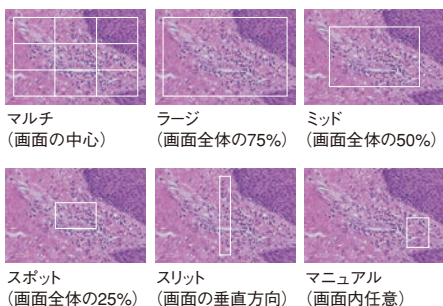 マルチ
（画面の中心）
ラージ
（画面全体の75%）
ミッド
（画面全体の50%）
スポット
（画面全体の25%）
スリット
（画面の垂直方向）
マニュアル
（画面内任意）